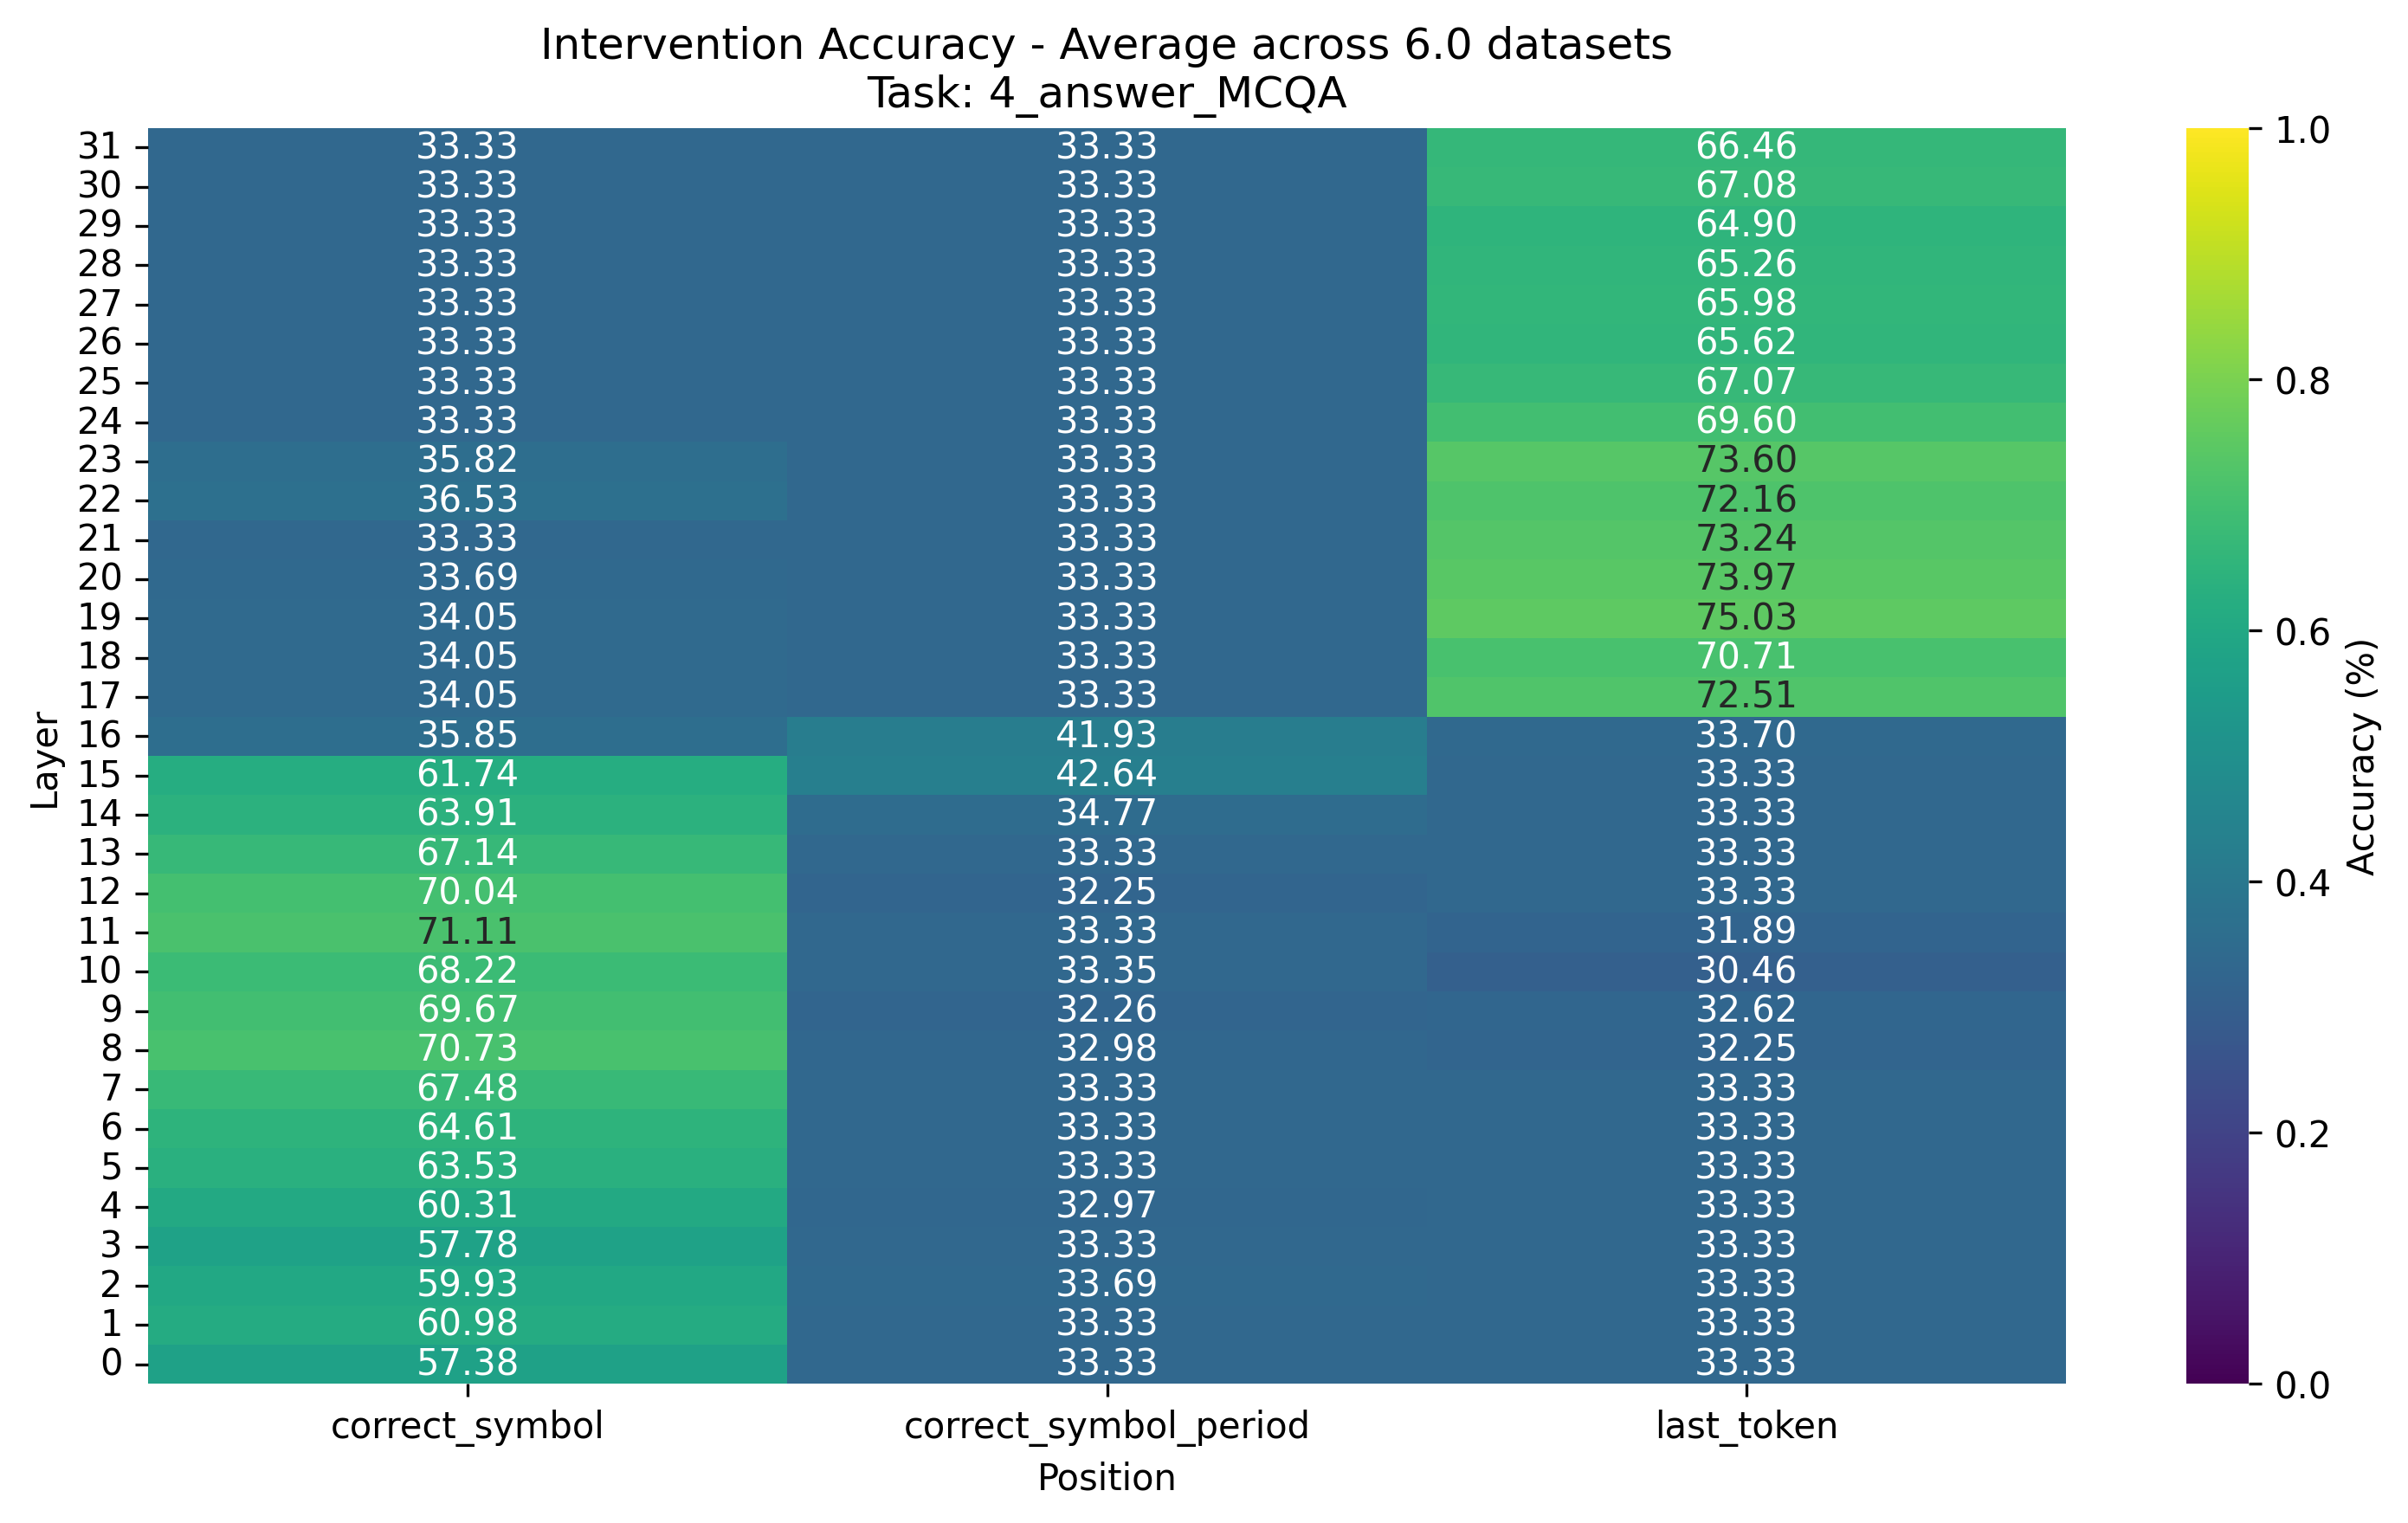 Intervention Accuracy - Average across 6.0 datasets
Task: 4_answer_MCQA
31 33.33 33.33 66.46
30 33.33 33.33 67.08
29 33.33 33.33 64.90
28 33.33 33.33 65.26
27 33.33 33.33 65.98
26 33.33 33.33 65.62
25 33.33 33.33 67.07
24 33.33 33.33 69.60
23 35.82 33.33 73.60
22 36.53 33.33 72.16
21 33.33 33.33 73.24
20 33.69 33.33 73.97
19 34.05 33.33 75.03
18 34.05 33.33 70.71
17 34.05 33.33 72.51
16 35.85 41.93 33.70
15 61.74 42.64 33.33
14 63.91 34.77 33.33
13 67.14 33.33 33.33
12 70.04 32.25 33.33
11 71.11 33.33 31.89
10 68.22 33.35 30.46
9 69.67 32.26 32.62
8 70.73 32.98 32.25
7 67.48 33.33 33.33
6 64.61 33.33 33.33
5 63.53 33.33 33.33
4 60.31 32.97 33.33
3 57.78 33.33 33.33
2 59.93 33.69 33.33
1 60.98 33.33 33.33
0 57.38 33.33 33.33
correct_symbol correct_symbol_period last_token
Position
Layer
1.0
0.8
0.6
0.4
0.2
0.0
Accuracy (%)